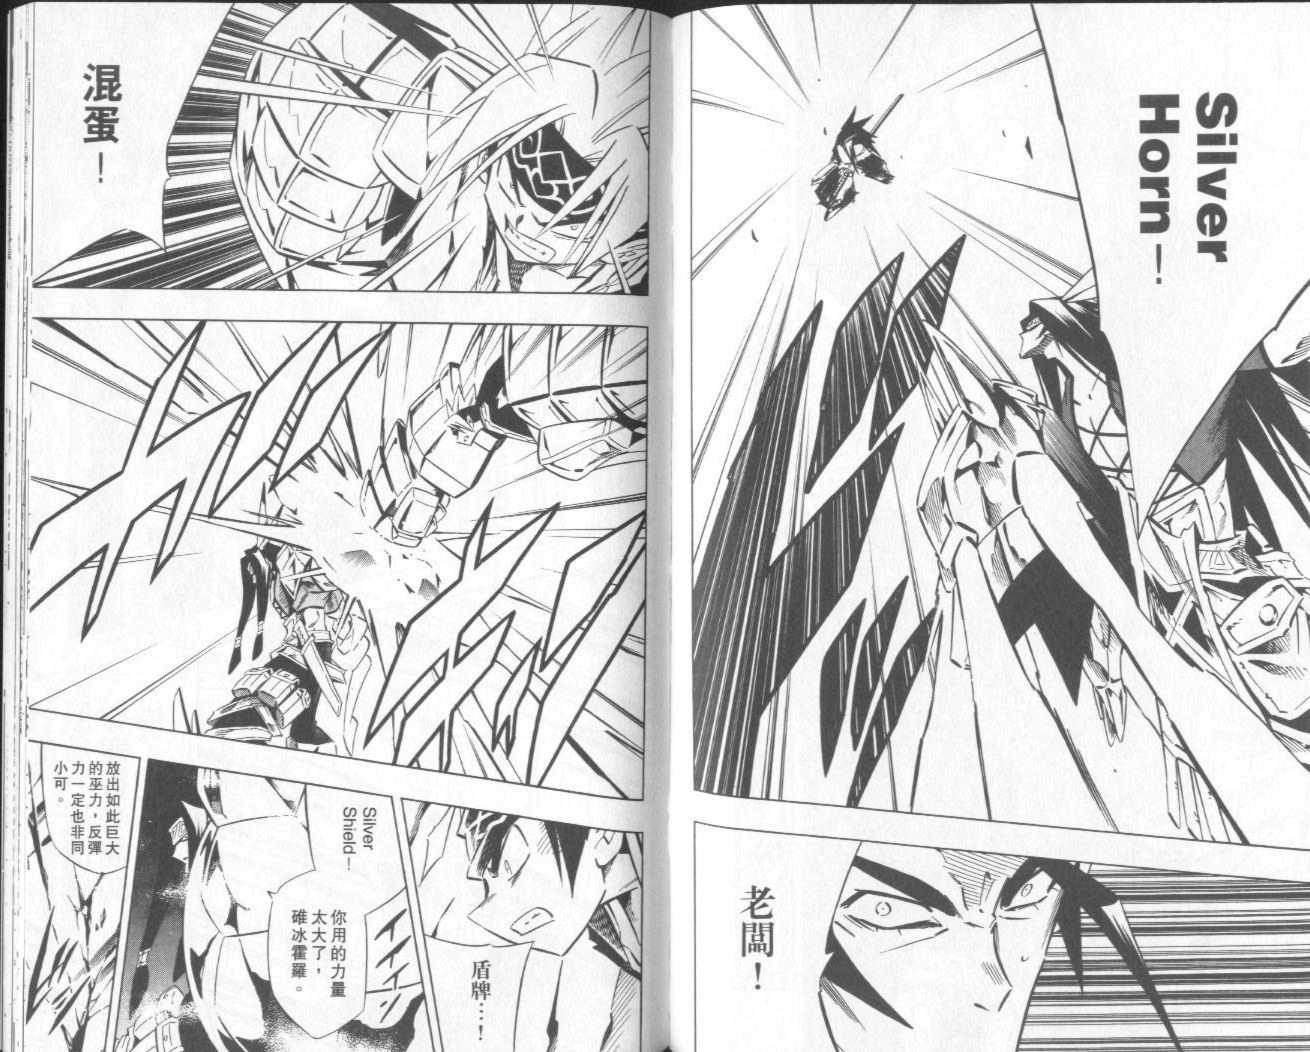 Silver
Horn—!
老闆！
混蛋！
盾牌…！
Silver
Shield—
你用的力量
太大了，
碓冰霍羅。
放出如此巨大
的巫力，反彈
力一定也非同
小可。